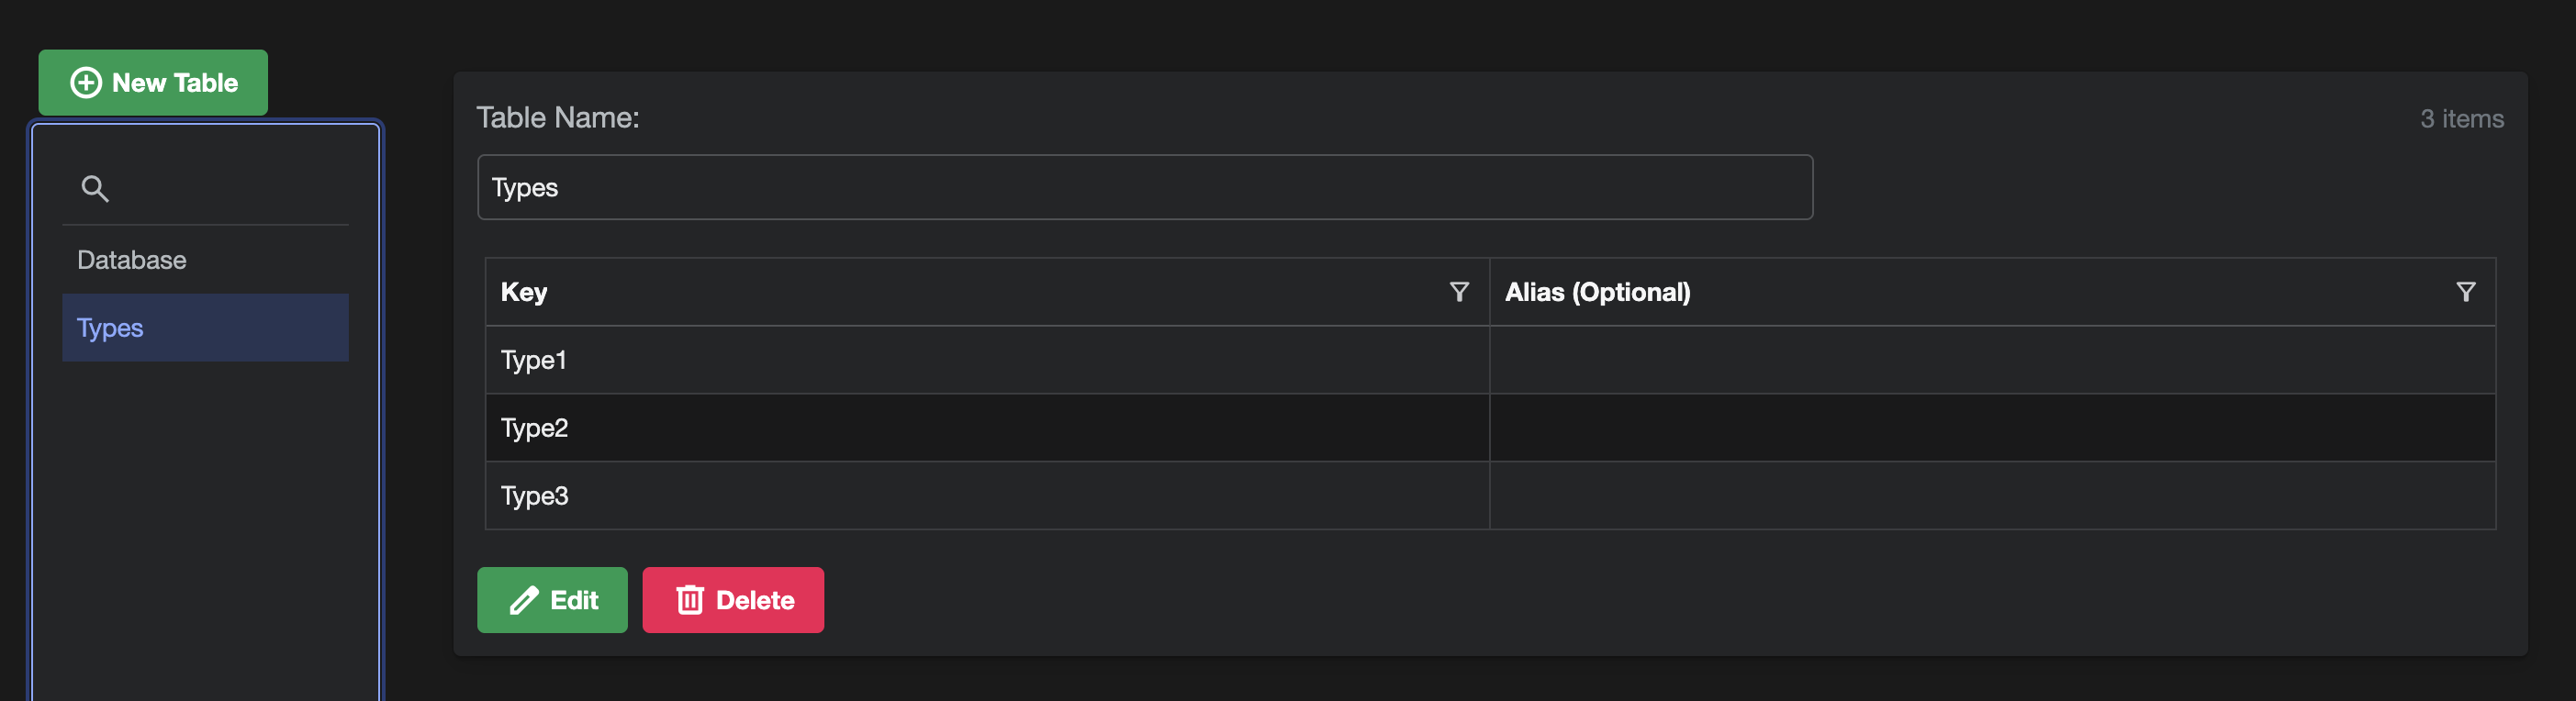 New Table
Database
Types
Table Name:
3 items
Types
Key
Alias (Optional)
Type1
Type2
Type3
Edit
Delete